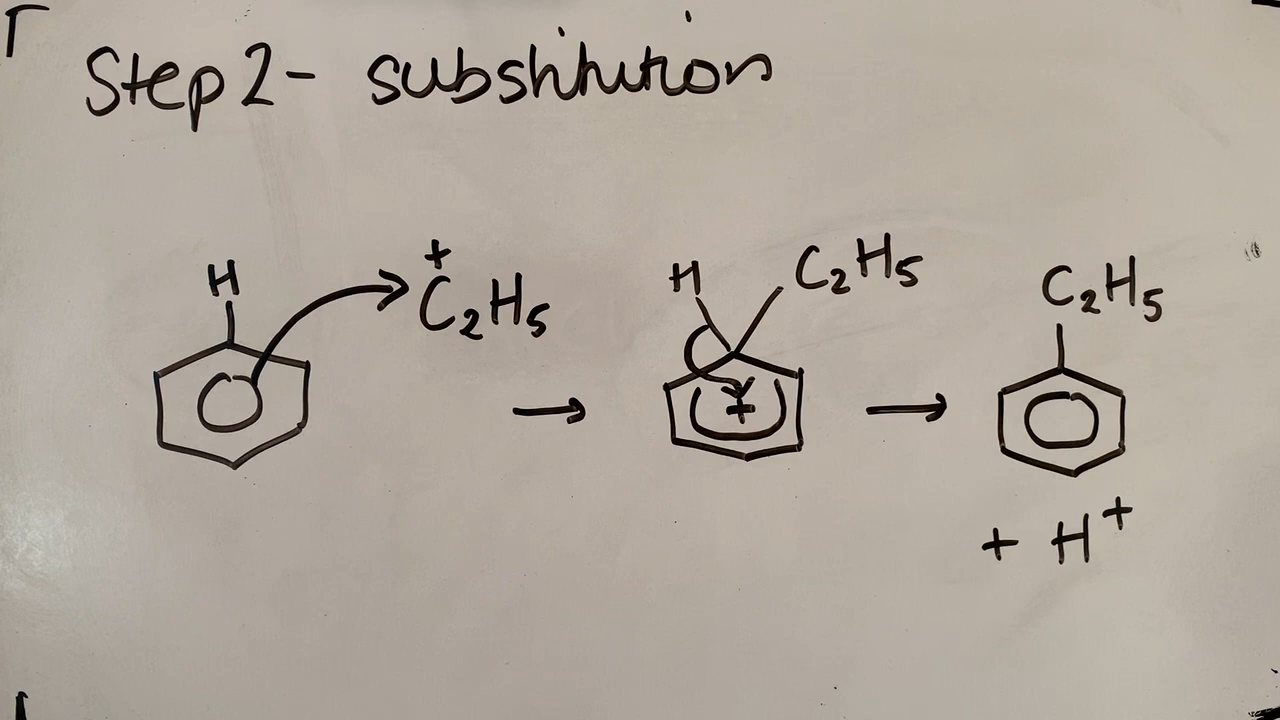 Step 2 - substitution
H
+
C₂H₅
→
H
C₂H₅
+
→
C₂H₅
+ H⁺